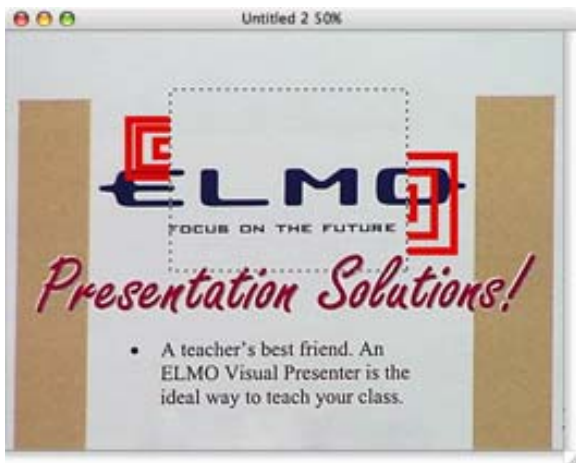 Untitled 2 50%
ELMO
FOCUS ON THE FUTURE
Presentation Solutions!
• A teacher's best friend. An
ELMO Visual Presenter is the
ideal way to teach your class.